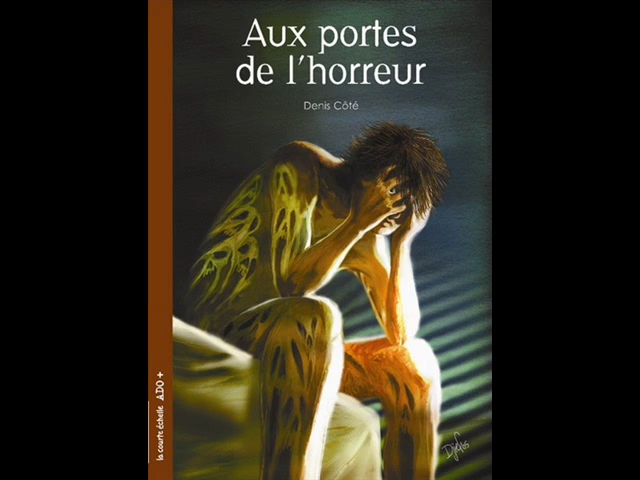 Aux portes
de l'horreur
Denis Côté
la courte échelle ADO +